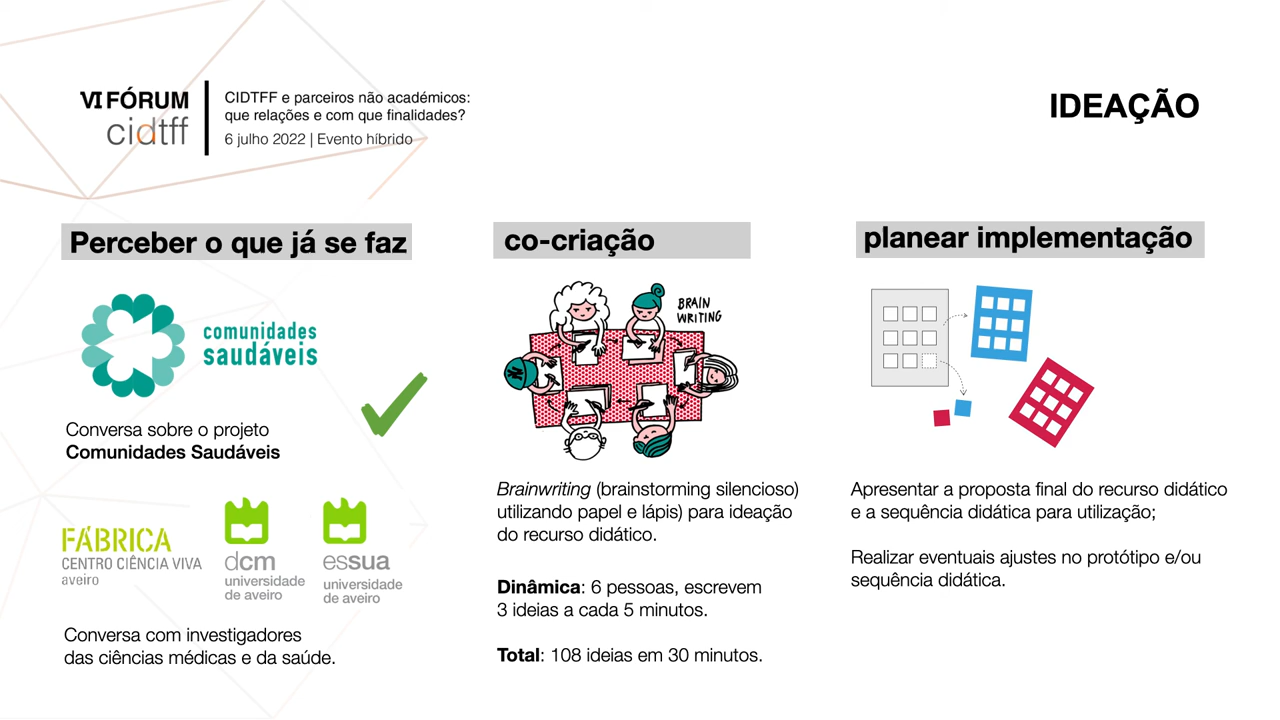 VI FÓRUM
cidtff
CIDTFF e parceiros não académicos:
que relações e com que finalidades?
6 julho 2022 | Evento híbrido
IDEAÇÃO
Perceber o que já se faz
comunidades
saudáveis
Conversa sobre o projeto
Comunidades Saudáveis
FÁBRICA
CENTRO CIÊNCIA VIVA
aveiro
dcm
universidade
de aveiro
essua
universidade
de aveiro
Conversa com investigadores
das ciências médicas e da saúde.
co-criação
BRAIN
WRITING
Brainwriting (brainstorming silencioso)
utilizando papel e lápis) para ideação
do recurso didático.
Dinâmica: 6 pessoas, escrevem
3 ideias a cada 5 minutos.
Total: 108 ideias em 30 minutos.
planear implementação
Apresentar a proposta final do recurso didático
e a sequência didática para utilização;
Realizar eventuais ajustes no protótipo e/ou
sequência didática.